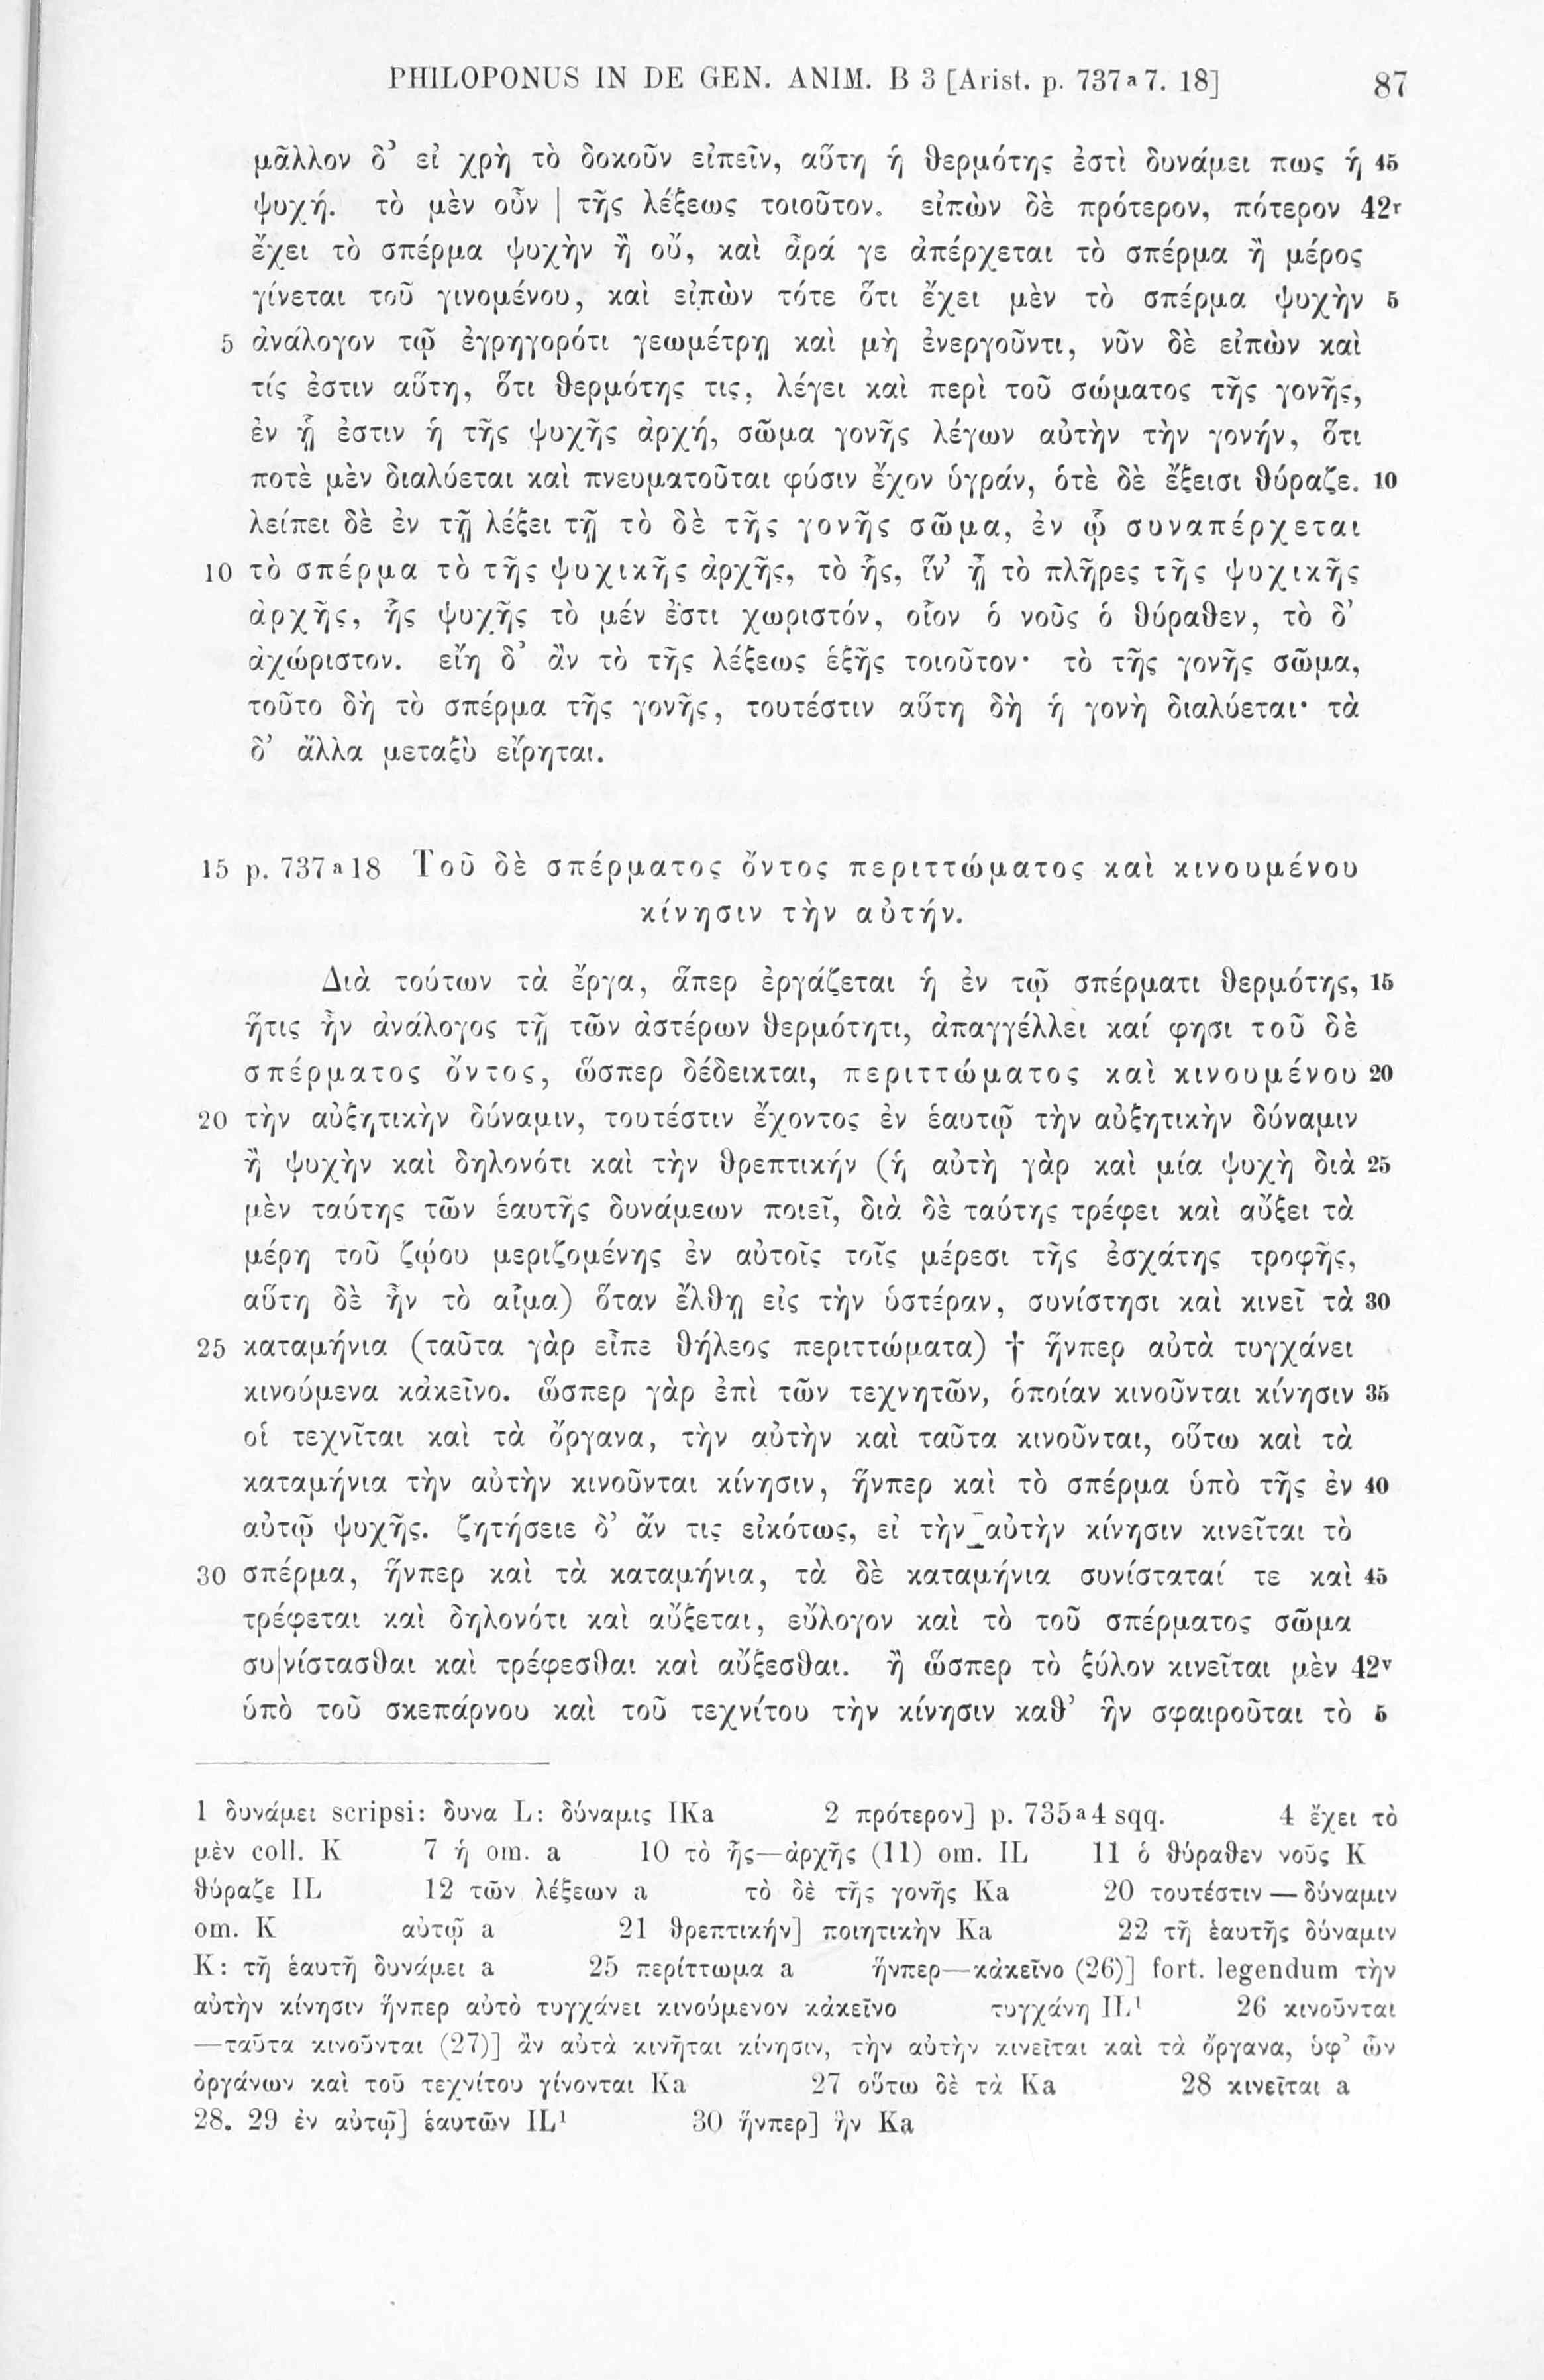 PHILOPONUS IN DE GEN. ANIM. B 3 [Arist. p. 737ᵃ7. 18] 87
μᾶλλον δ’ εἰ χρὴ τὸ δοκοῦν εἰπεῖν, αὕτη ἡ θερμότης ἐστὶ δυνάμει πως ἡ 45
ψυχή. τὸ μὲν οὖν | τῆς λέξεως τοιοῦτον. εἰπὼν δὲ πρότερον, πότερον 42ʳ
ἔχει τὸ σπέρμα ψυχὴν ἢ οὔ, καὶ ἆρά γε ἀπέρχεται τὸ σπέρμα ἢ μέρος
γίνεται τοῦ γινομένου, καὶ εἰπὼν τότε ὅτι ἔχει μὲν τὸ σπέρμα ψυχὴν 5
5 ἀνάλογον τῷ ἐγρηγορότι γεωμέτρῃ καὶ μὴ ἐνεργοῦντι, νῦν δὲ εἰπὼν καὶ
τίς ἐστιν αὕτη, ὅτι θερμότης τις, λέγει καὶ περὶ τοῦ σώματος τῆς γονῆς,
ἐν ᾗ ἐστιν ἡ τῆς ψυχῆς ἀρχή, σῶμα γονῆς λέγων αὐτὴν τὴν γονήν, ὅτι
ποτὲ μὲν διαλύεται καὶ πνευματοῦται φύσιν ἔχον ὑγράν, ὁτὲ δὲ ἔξεισι θύραζε. 10
λείπει δὲ ἐν τῇ λέξει τῇ τὸ δὲ τῆς γονῆς σῶμα, ἐν ᾧ συναπέρχεται
10 τὸ σπέρμα τὸ τῆς ψυχικῆς ἀρχῆς, τὸ ἧς, ἵν’ ᾖ τὸ πλῆρες τῆς ψυχικῆς
ἀρχῆς, ἧς ψυχῆς τὸ μέν ἐστι χωριστόν, οἷον ὁ νοῦς ὁ θύραθεν, τὸ δ’
ἀχώριστον. εἴη δ’ ἂν τὸ τῆς λέξεως ἑξῆς τοιοῦτον· τὸ τῆς γονῆς σῶμα,
τοῦτο δὴ τὸ σπέρμα τῆς γονῆς, τουτέστιν αὕτη δὴ ἡ γονὴ διαλύεται· τὰ
δ’ ἄλλα μεταξὺ εἴρηται.
15 p. 737ᵃ18 Τοῦ δὲ σπέρματος ὄντος περιττώματος καὶ κινουμένου
κίνησιν τὴν αὐτήν.
Διὰ τούτων τὰ ἔργα, ἅπερ ἐργάζεται ἡ ἐν τῷ σπέρματι θερμότης, 15
ἥτις ἦν ἀνάλογος τῇ τῶν ἀστέρων θερμότητι, ἀπαγγέλλει καί φησι τοῦ δὲ
σπέρματος ὄντος, ὥσπερ δέδεικται, περιττώματος καὶ κινουμένου 20
20 τὴν αὐξητικὴν δύναμιν, τουτέστιν ἔχοντος ἐν ἑαυτῷ τὴν αὐξητικὴν δύναμιν
ἢ ψυχὴν καὶ δηλονότι καὶ τὴν θρεπτικήν (ἡ αὐτὴ γὰρ καὶ μία ψυχὴ διὰ 25
μὲν ταύτης τῶν ἑαυτῆς δυνάμεων ποιεῖ, διὰ δὲ ταύτης τρέφει καὶ αὔξει τὰ
μέρη τοῦ ζῴου μεριζομένης ἐν αὐτοῖς τοῖς μέρεσι τῆς ἐσχάτης τροφῆς,
αὕτη δὲ ἦν τὸ αἷμα) ὅταν ἔλθῃ εἰς τὴν ὑστέραν, συνίστησι καὶ κινεῖ τὰ 30
25 καταμήνια (ταῦτα γὰρ εἶπε θήλεος περιττώματα) † ἥνπερ αὐτὰ τυγχάνει
κινούμενα κἀκεῖνο. ὥσπερ γὰρ ἐπὶ τῶν τεχνητῶν, ὁποίαν κινοῦνται κίνησιν 35
οἱ τεχνῖται καὶ τὰ ὄργανα, τὴν αὐτὴν καὶ ταῦτα κινοῦνται, οὕτω καὶ τὰ
καταμήνια τὴν αὐτὴν κινοῦνται κίνησιν, ἥνπερ καὶ τὸ σπέρμα ὑπὸ τῆς ἐν 40
αὐτῷ ψυχῆς. ζητήσειε δ’ ἄν τις εἰκότως, εἰ τὴν αὐτὴν κίνησιν κινεῖται τὸ
30 σπέρμα, ἥνπερ καὶ τὰ καταμήνια, τὰ δὲ καταμήνια συνίσταταί τε καὶ 45
τρέφεται καὶ δηλονότι καὶ αὔξεται, εὔλογον καὶ τὸ τοῦ σπέρματος σῶμα
συ|νίστασθαι καὶ τρέφεσθαι καὶ αὔξεσθαι. ἢ ὥσπερ τὸ ξύλον κινεῖται μὲν 42ᵛ
ὑπὸ τοῦ σκεπάρνου καὶ τοῦ τεχνίτου τὴν κίνησιν καθ’ ἣν σφαιροῦται τὸ 5
1 δυνάμει scripsi: δυνα L: δύναμις IKa 2 πρότερον] p. 735ᵃ4 sqq. 4 ἔχει τὸ
μὲν coll. K 7 ἡ om. a 10 τὸ ἧς—ἀρχῆς (11) om. IL 11 ὁ θύραθεν νοῦς K
θύραζε IL 12 τῶν λέξεων a τὸ δὲ τῆς γονῆς Ka 20 τουτέστιν — δύναμιν
om. K αὐτῷ a 21 θρεπτικήν] ποιητικὴν Ka 22 τῇ ἑαυτῆς δύναμιν
K: τῇ ἑαυτῇ δυνάμει a 25 περίττωμα a ἥνπερ—κἀκεῖνο (26)] fort. legendum τὴν
αὐτὴν κίνησιν ἥνπερ αὐτὸ τυγχάνει κινούμενον κἀκεῖνο τυγχάνη IL¹ 26 κινοῦνται
—ταῦτα κινοῦνται (27)] ἂν αὐτὰ κινῆται κίνησιν, τὴν αὐτὴν κινεῖται καὶ τὰ ὄργανα, ὑφ’ ὧν
ὀργάνων καὶ τοῦ τεχνίτου γίνονται Ka 27 οὕτω δὲ τὰ Ka 28 κινεῖται a
28. 29 ἐν αὐτῷ] ἑαυτῶν IL¹ 30 ἥνπερ] ἣν Ka